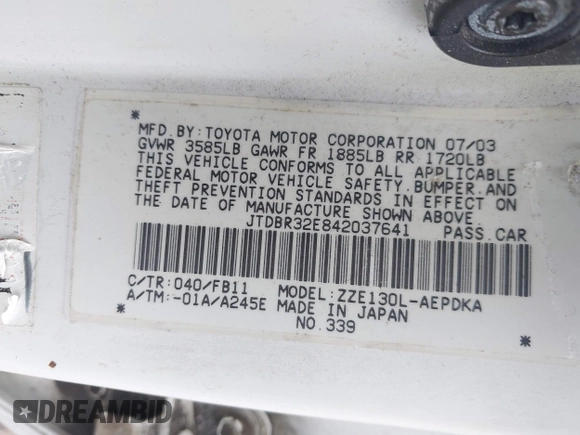 MFD.BY:TOYOTA MOTOR CORPORATION 07/03
GVWR 3585LB GAWR FR 1885LB RR 1720LB
THIS VEHICLE CONFORMS TO ALL APPLICABLE
FEDERAL MOTOR VEHICLE SAFETY.BUMPER.AND
THEFT PREVENTION STANDARDS IN EFFECT ON
THE DATE OF MANUFACTURE SHOWN ABOVE
* JTDBR32E842037641 PASS.CAR *
C/TR:040/FB11 MODEL:ZZE130L-AEPDKA
A/TM:-01A/A245E MADE IN JAPAN
* NO.339 *
DREAMBID